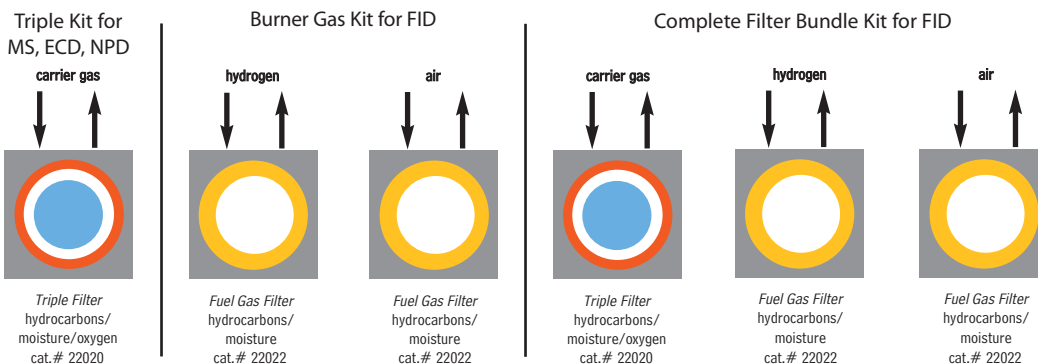 Triple Kit for
MS, ECD, NPD
carrier gas
Triple Filter
hydrocarbons/
moisture/oxygen
cat.# 22020
Burner Gas Kit for FID
hydrogen
Fuel Gas Filter
hydrocarbons/
moisture
cat.# 22022
air
Fuel Gas Filter
hydrocarbons/
moisture
cat.# 22022
Complete Filter Bundle Kit for FID
carrier gas
Triple Filter
hydrocarbons/
moisture/oxygen
cat.# 22020
hydrogen
Fuel Gas Filter
hydrocarbons/
moisture
cat.# 22022
air
Fuel Gas Filter
hydrocarbons/
moisture
cat.# 22022